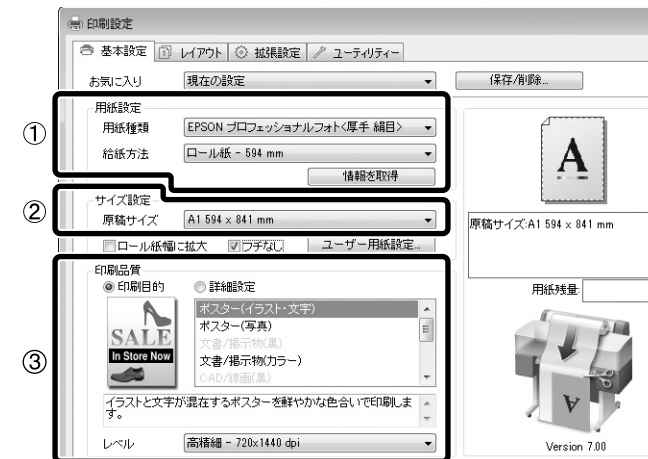 印刷設定
基本設定 レイアウト 拡張設定 ユーティリティー
お気に入り 現在の設定 保存/削除...
用紙設定
① 用紙種類 EPSON プロフェッショナルフォト<厚手 絹目>
給紙方法 ロール紙 - 594 mm
情報を取得
サイズ設定
② 原稿サイズ A1 594 x 841 mm
ロール紙幅に拡大 フチなし ユーザー用紙設定...
印刷品質
印刷目的 詳細設定
③ SALE
In Store Now
ポスター(イラスト・文字)
ポスター(写真)
文書/掲示物(黒)
文書/掲示物(カラー)
CAD/線画(黒)
イラストと文字が混在するポスターを鮮やかな色合いで印刷しま
す。
レベル 高精細 - 720x1440 dpi
A
原稿サイズ:A1 594 x 841 mm
用紙残量:
A
Version 7.00